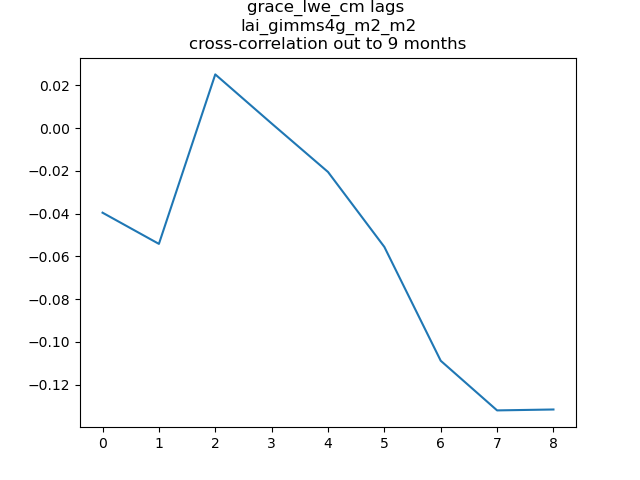 grace_lwe_cm lags
lai_gimms4g_m2_m2
cross-correlation out to 9 months
0.02
0.00
−0.02
−0.04
−0.06
−0.08
−0.10
−0.12
0 1 2 3 4 5 6 7 8